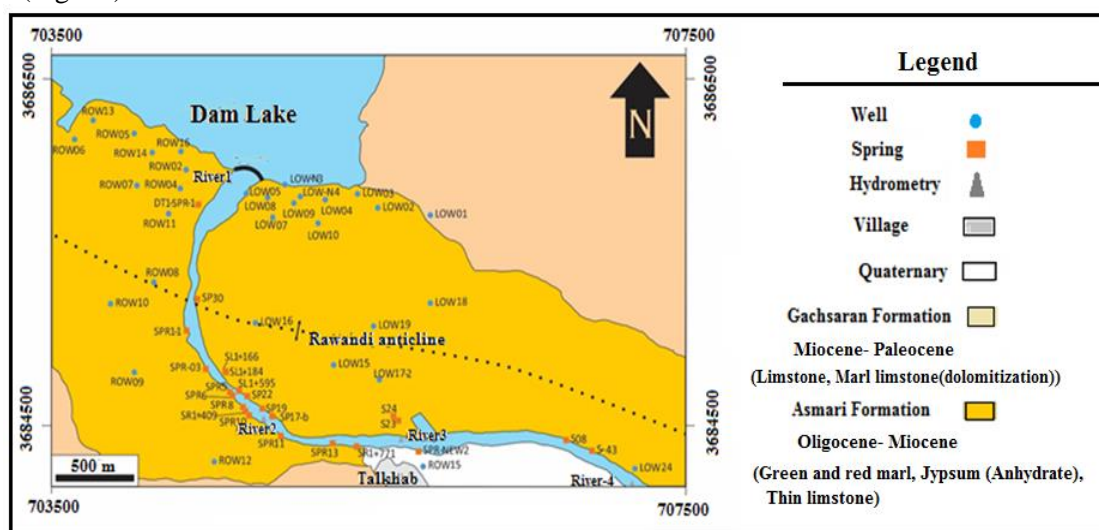 703500
707500
3686500
3686500
Dam Lake
N
ROW13
ROW05
ROW06
ROW14
ROW16
ROW02
River1
ROW07
ROW04
DT1-SPR-1
ROW11
LOW-N3
LOW05
LOW-N4
LOW03
LOW08
LOW09
LOW04
LOW02
LOW01
LOW07
LOW10
ROW08
ROW10
SP30
LOW18
LOW16
LOW19
SPR1-1
Rawandi anticline
SL1+166
SPR-03
SL1+184
LOW15
LOW17-2
ROW09
SPR5
SL1+595
SPR6
SP22
SPR8
SP19
SR1+409
SPR10
SP17-b
S24
S23
3684500
3684500
River2
River3
SPR11
SPR13
SR1+771
SPR-NEW2
S08
S-43
ROW12
ROW15
LOW24
500 m
Talkhab
River-4
703500
707500
Legend
Well
Spring
Hydrometry
Village
Quaternary
Gachsaran Formation
Miocene- Paleocene
(Limstone, Marl limstone(dolomitization))
Asmari Formation
Oligocene- Miocene
(Green and red marl, Jypsum (Anhydrate),
Thin limstone)